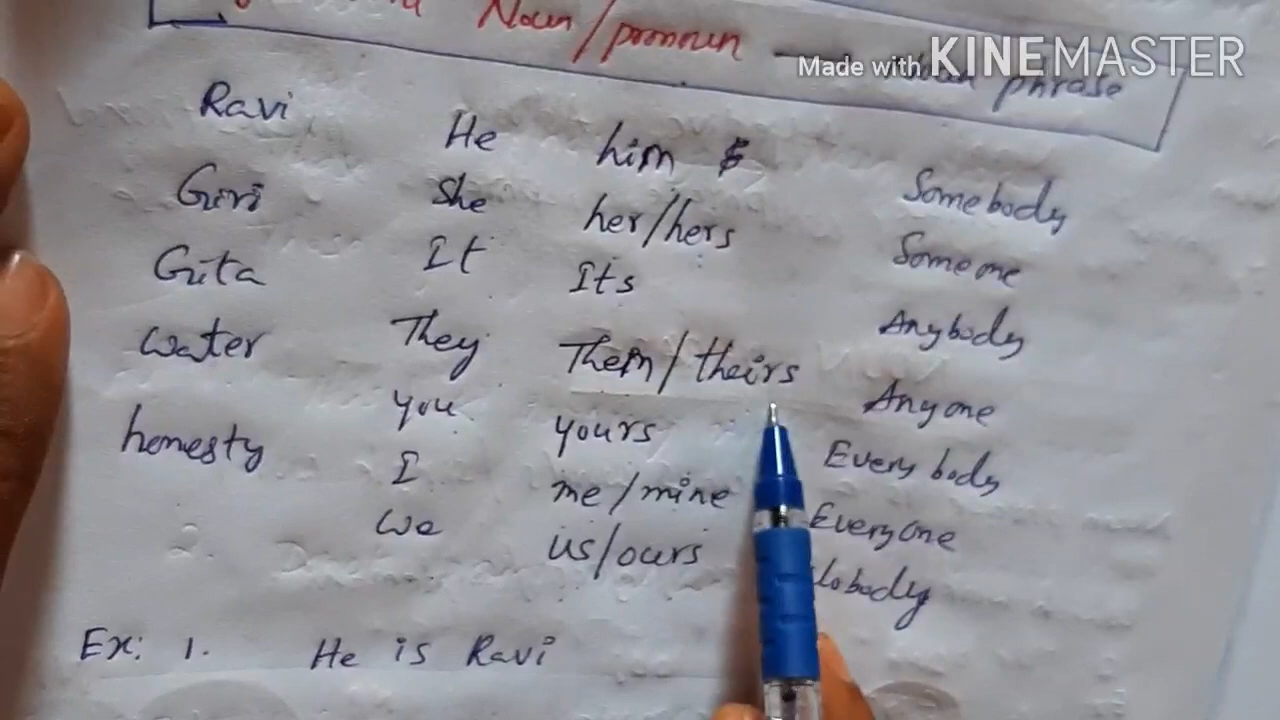 Noun/pronoun — phrase
Made with KINEMASTER
Ravi He him Somebody
Giri She her/hers Someone
Gita It Its Anybody
water They Them/theirs Anyone
honesty you yours Everybody
I me/mine Everyone
we us/ours Nobody
Ex: 1. He is Ravi